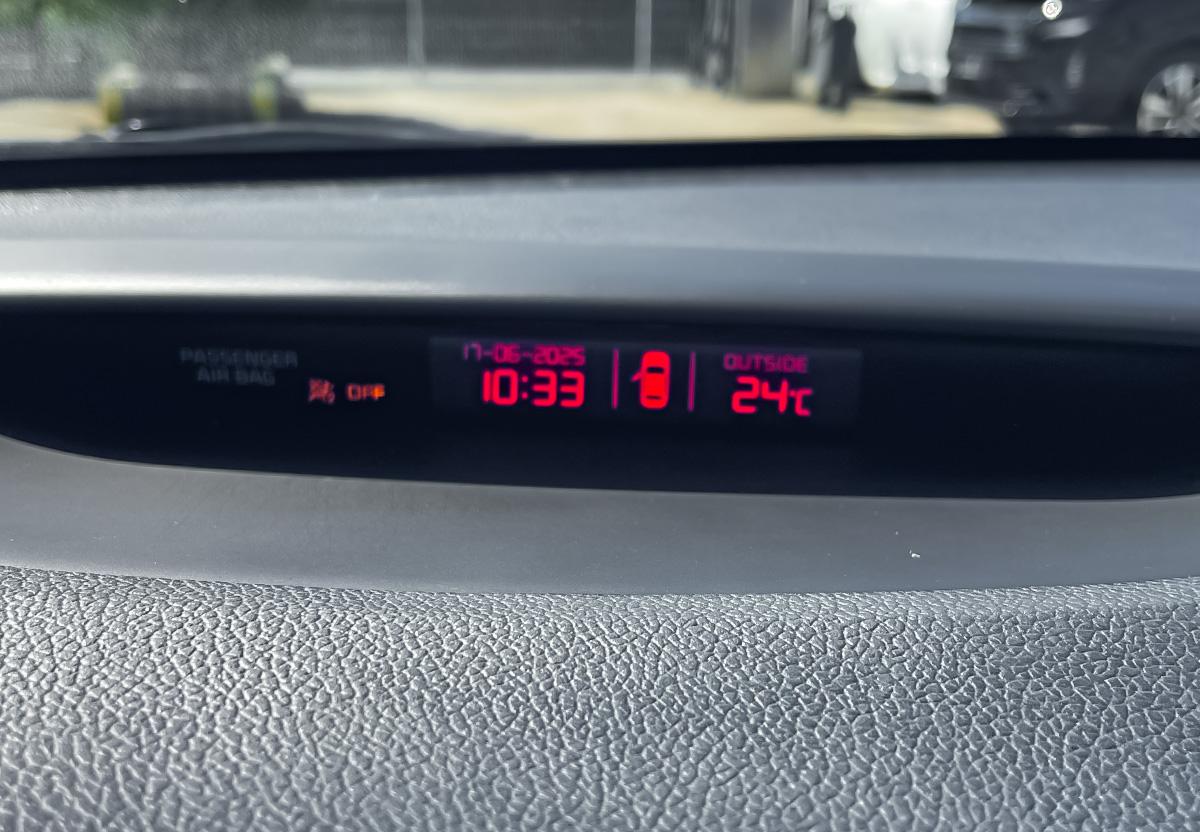 PASSENGER
AIR BAG
OFF
17-06-2025
10:33
OUTSIDE
24°C